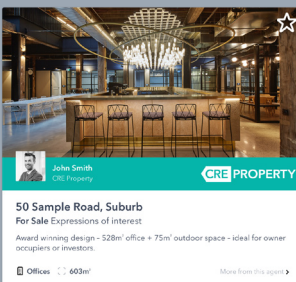 John Smith
CRE Property
CRE PROPERTY
50 Sample Road, Suburb
For Sale Expressions of interest
Award winning design - 528m² office + 75m² outdoor space - ideal for owner
occupiers or investors.
Offices 603m² More from this agent >